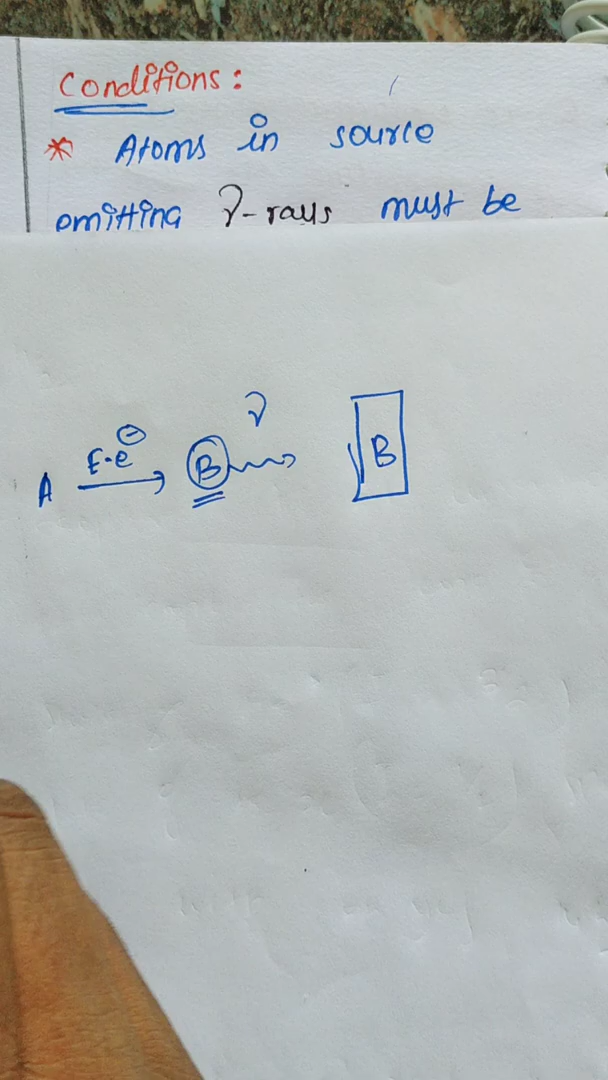 Conditions:
* Atoms in source
emitting γ-rays must be
γ
A E·e⊖ → B B